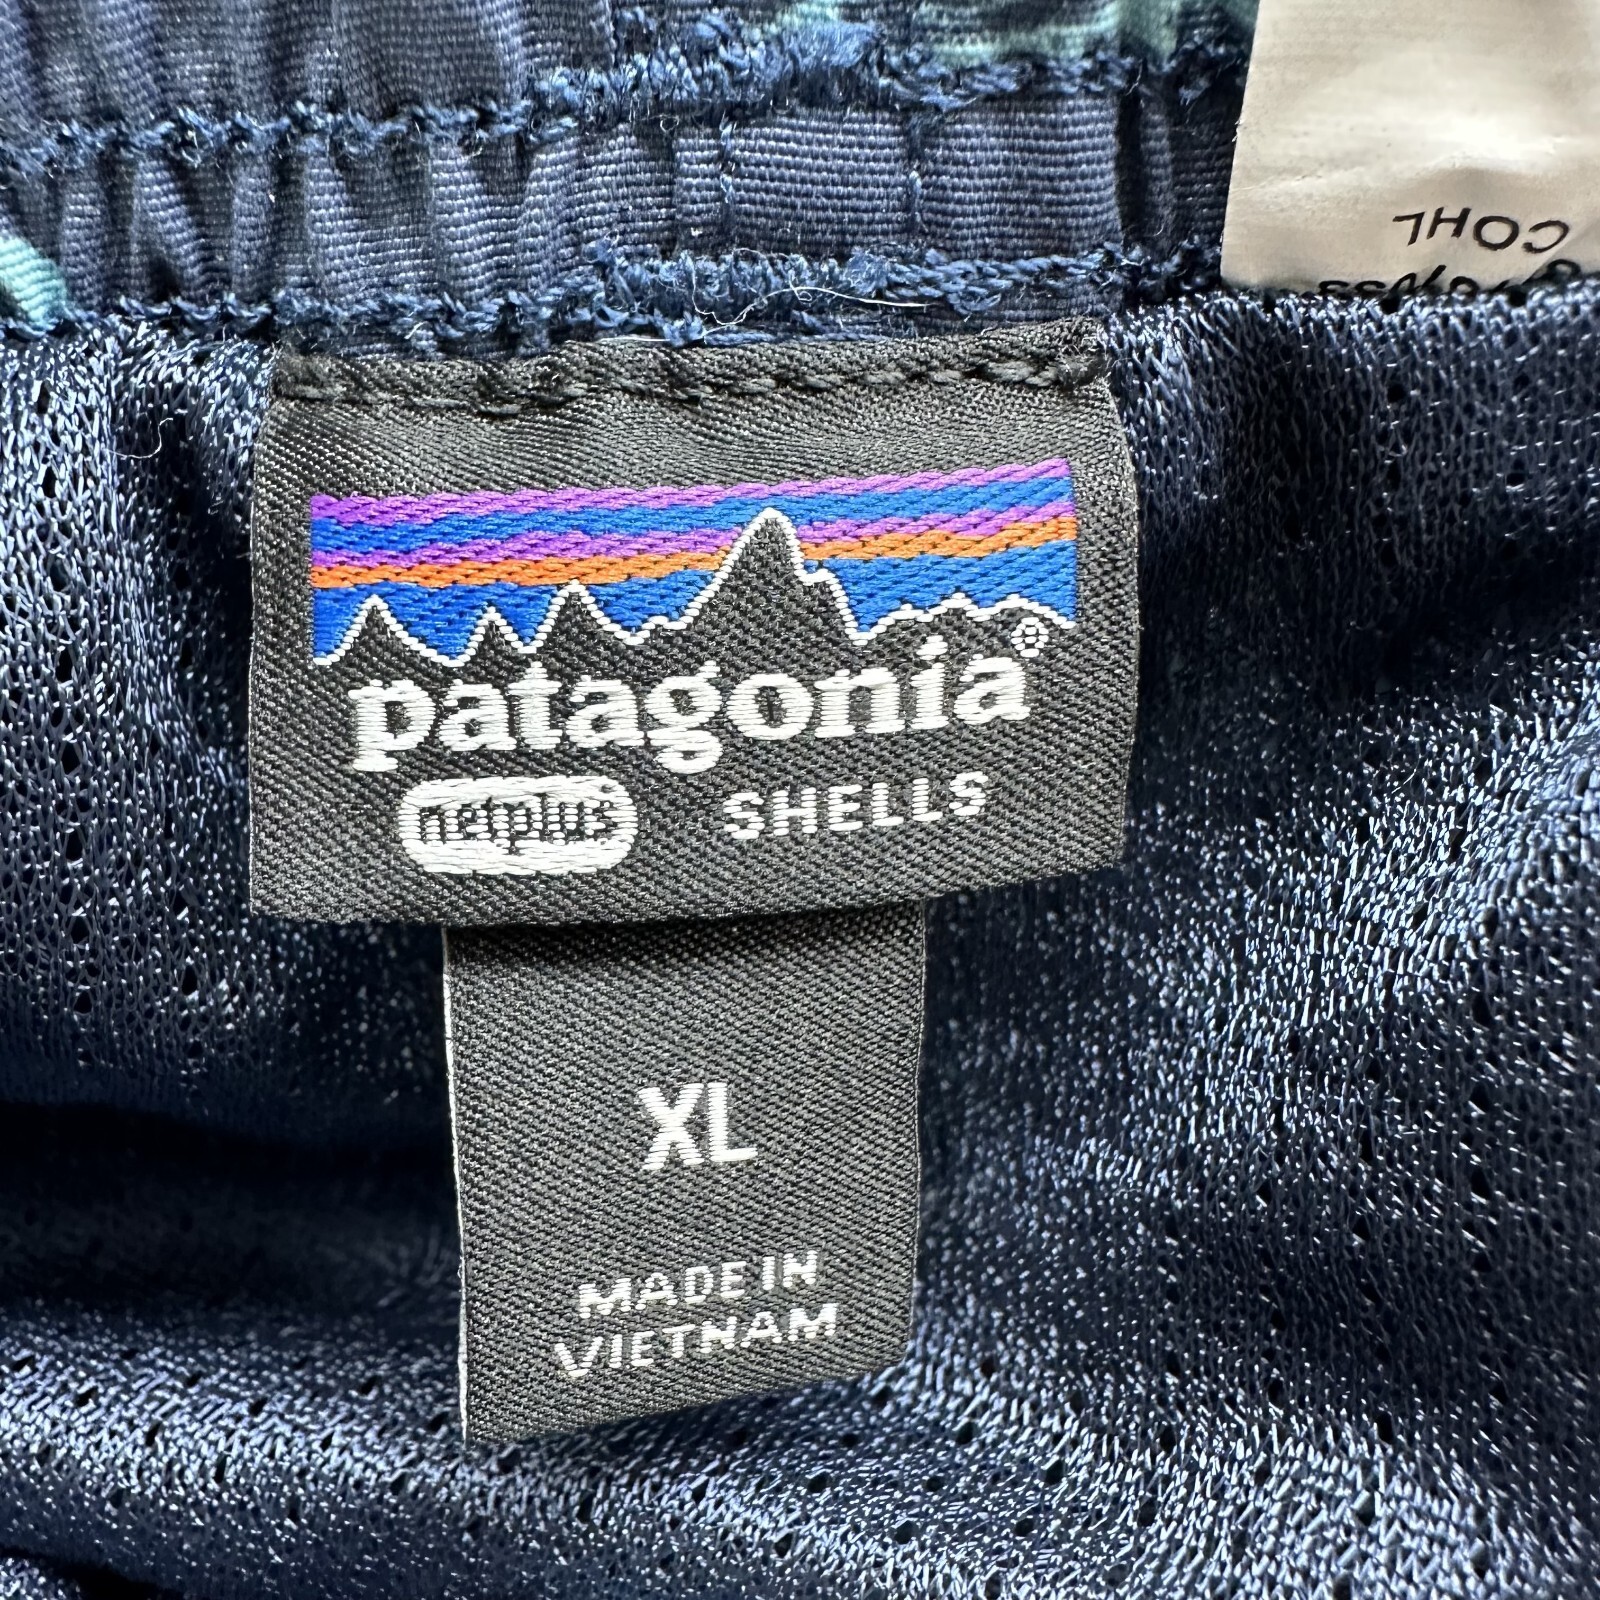 COHL
patagonia®
netplus® SHELLS
XL
MADE IN
VIETNAM